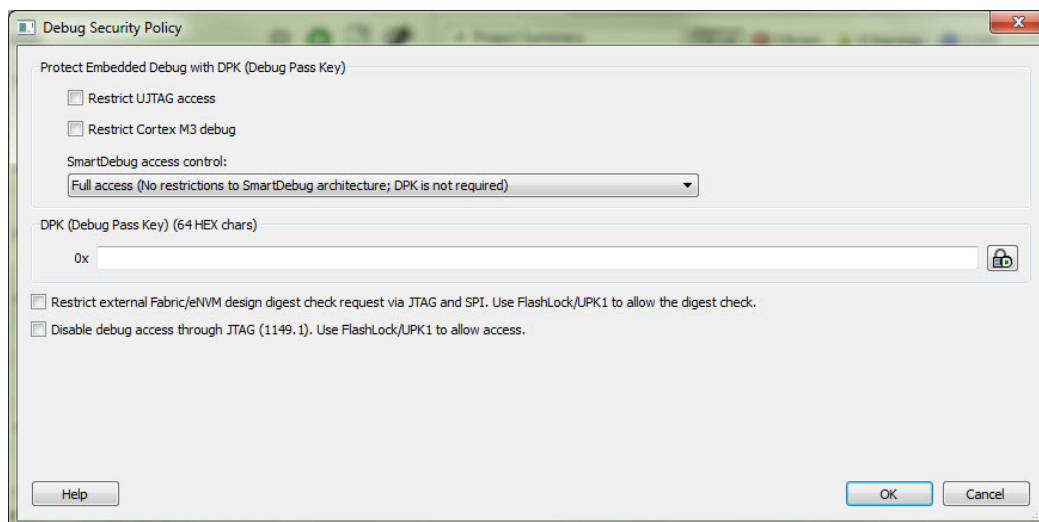 Debug Security Policy
Protect Embedded Debug with DPK (Debug Pass Key)
Restrict UJTAG access
Restrict Cortex M3 debug
SmartDebug access control:
Full access (No restrictions to SmartDebug architecture; DPK is not required)
DPK (Debug Pass Key) (64 HEX chars)
0x
Restrict external Fabric/eNVM design digest check request via JTAG and SPI. Use FlashLock/UPK1 to allow the digest check.
Disable debug access through JTAG (1149.1). Use FlashLock/UPK1 to allow access.
Help OK Cancel